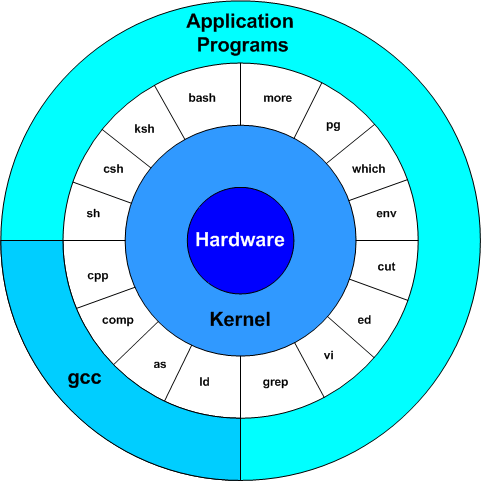 Application
Programs
bash
more
ksh
pg
csh
which
sh
env
Hardware
cpp
cut
comp
Kernel
ed
as
vi
gcc
ld
grep